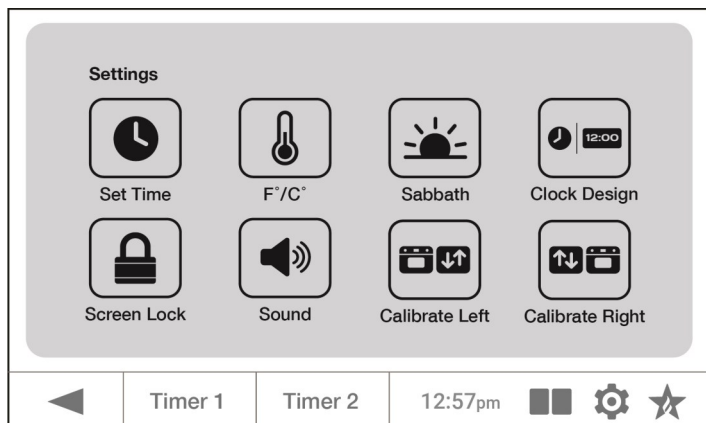 Settings
12:00
Set Time F°/C° Sabbath Clock Design
Screen Lock Sound Calibrate Left Calibrate Right
Timer 1 Timer 2 12:57pm